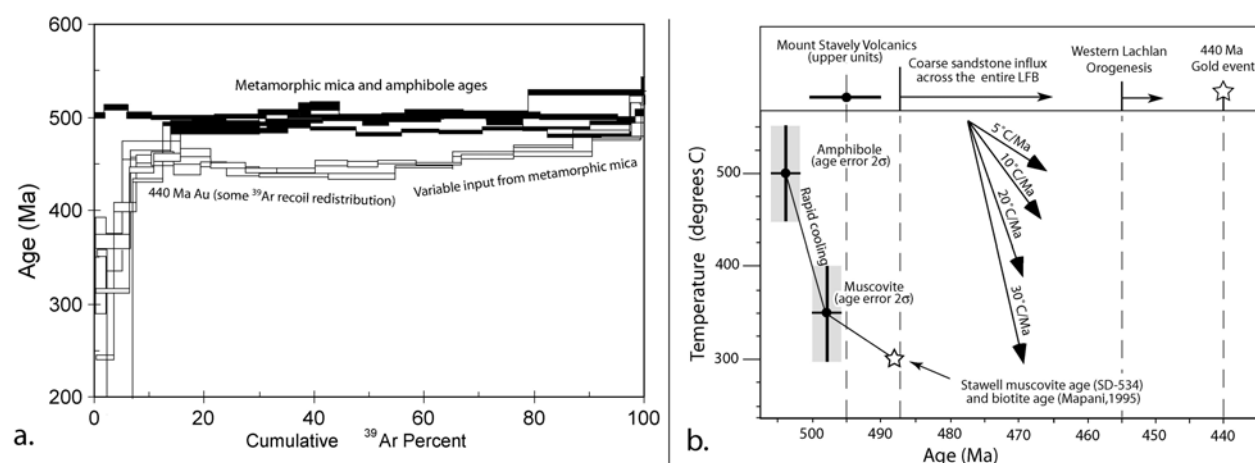 600
500
400
300
200
Age (Ma)
Metamorphic mica and amphibole ages
440 Ma Au (some ³⁹Ar recoil redistribution)
Variable input from metamorphic mica
0
20
40
60
80
100
Cumulative ³⁹Ar Percent
a.
Mount Stavely Volcanics
(upper units)
Coarse sandstone influx
across the entire LFB
Western Lachlan
Orogenesis
440 Ma
Gold event
Temperature (degrees C)
500
400
300
Amphibole
(age error 2σ)
Rapid cooling
Muscovite
(age error 2σ)
5˚C/Ma
10˚C/Ma
20˚C/Ma
30˚C/Ma
Stawell muscovite age (SD-534)
and biotite age (Mapani,1995)
500
490
480
470
460
450
440
Age (Ma)
b.